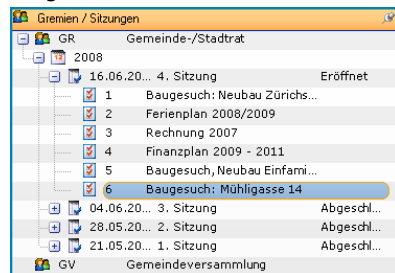 Gremien / Sitzungen
GR Gemeinde-/Stadtrat
2008
16.06.20... 4. Sitzung Eröffnet
1 Baugesuch: Neubau Zürichs...
2 Ferienplan 2008/2009
3 Rechnung 2007
4 Finanzplan 2009 - 2011
5 Baugesuch, Neubau Einfami...
6 Baugesuch: Mühligasse 14
04.06.20... 3. Sitzung Abgeschl...
28.05.20... 2. Sitzung Abgeschl...
21.05.20... 1. Sitzung Abgeschl...
GV Gemeindeversammlung